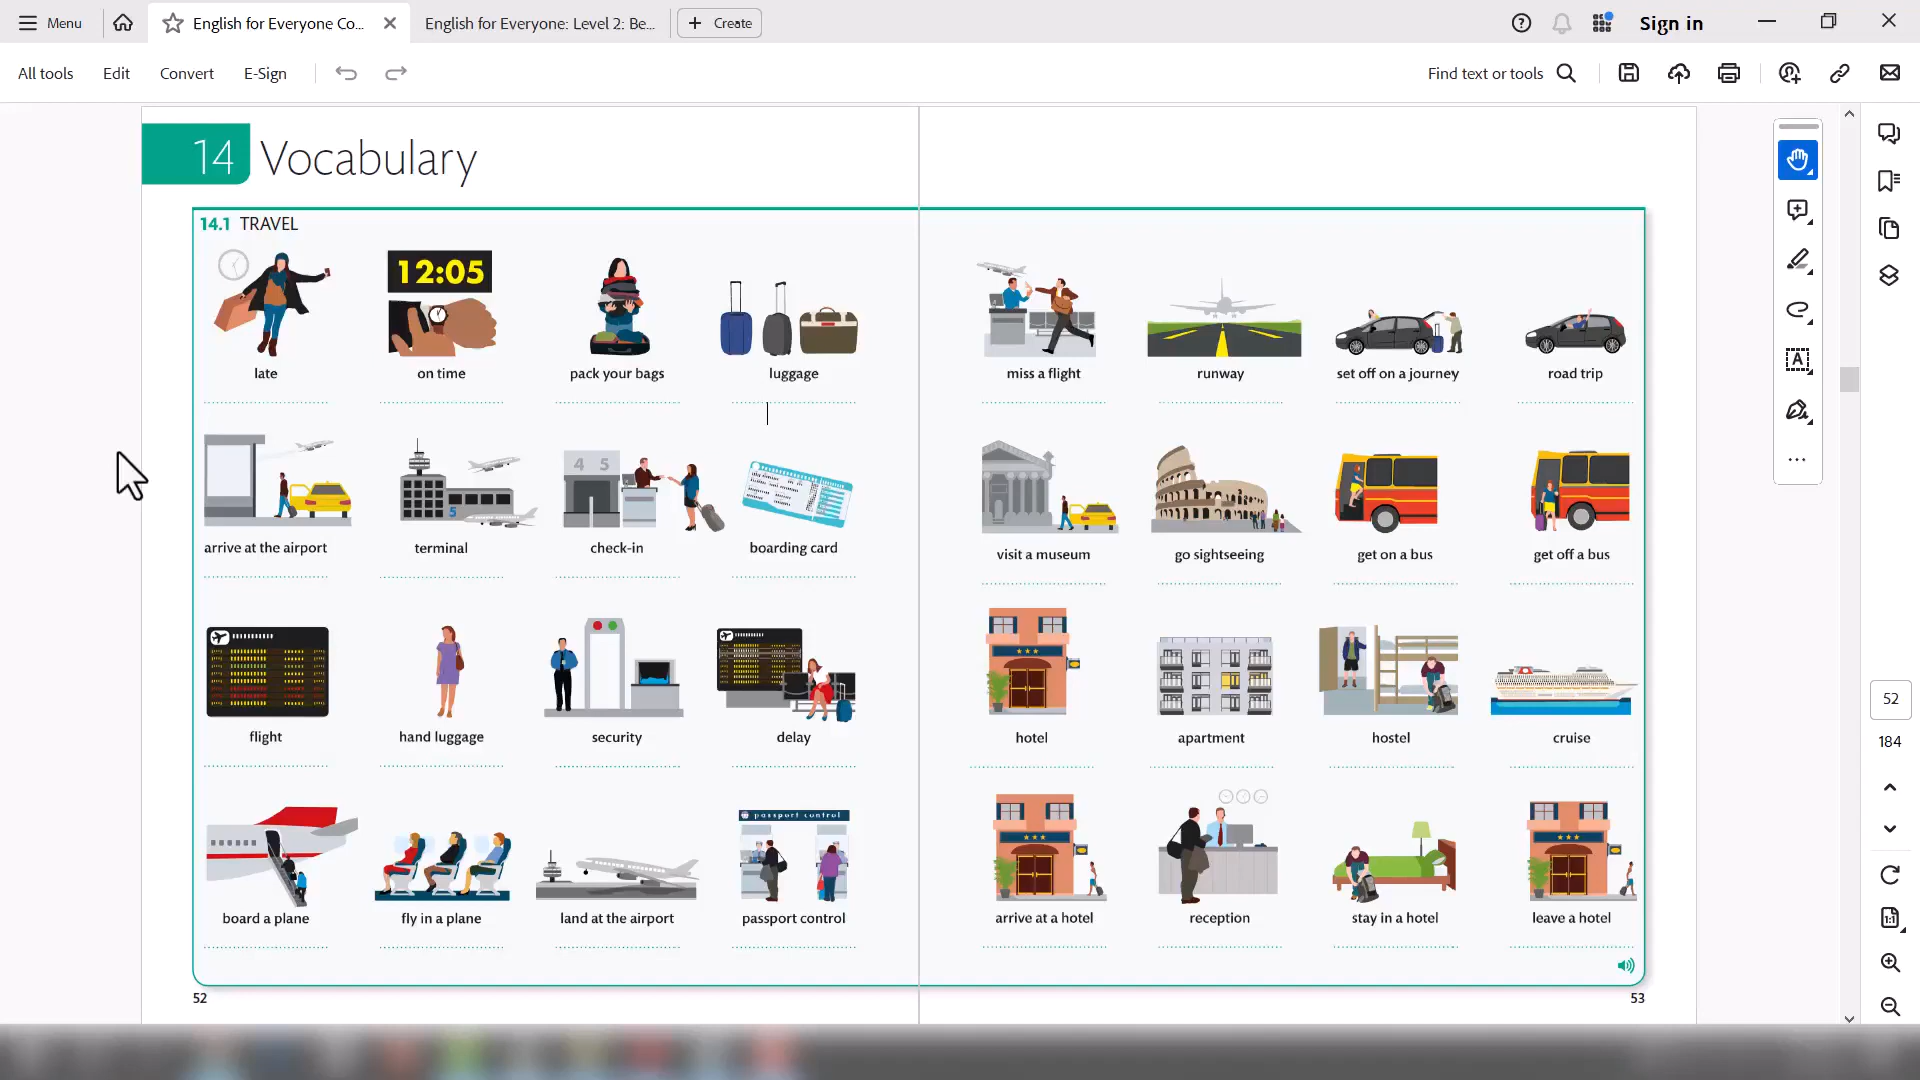 Menu
English for Everyone Co...
English for Everyone: Level 2: Be...
Create
Sign in
All tools
Edit
Convert
E-Sign
Find text or tools
14 Vocabulary
14.1 TRAVEL
12:05
late
on time
pack your bags
luggage
miss a flight
runway
set off on a journey
road trip
4 5
5
arrive at the airport
terminal
check-in
boarding card
visit a museum
go sightseeing
get on a bus
get off a bus
flight
hand luggage
security
delay
hotel
apartment
hostel
cruise
passport control
board a plane
fly in a plane
land at the airport
passport control
arrive at a hotel
reception
stay in a hotel
leave a hotel
52
53
52
184